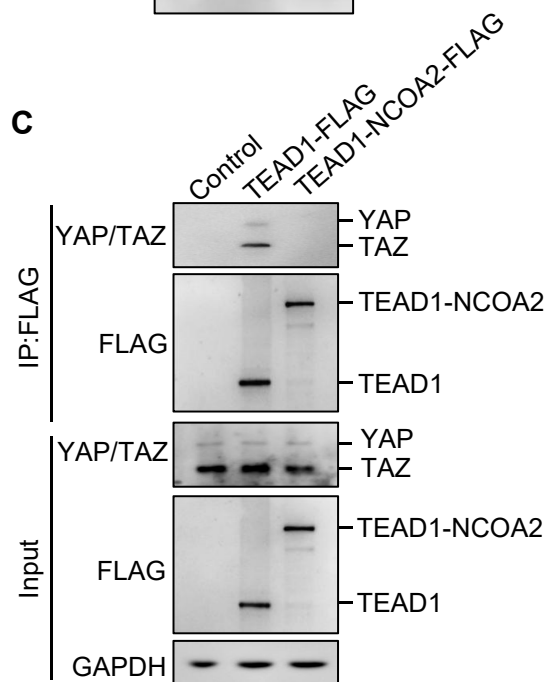 C
Control
TEAD1-FLAG
TEAD1-NCOA2-FLAG
IP:FLAG
YAP/TAZ
YAP
TAZ
FLAG
TEAD1-NCOA2
TEAD1
Input
YAP/TAZ
YAP
TAZ
FLAG
TEAD1-NCOA2
TEAD1
GAPDH